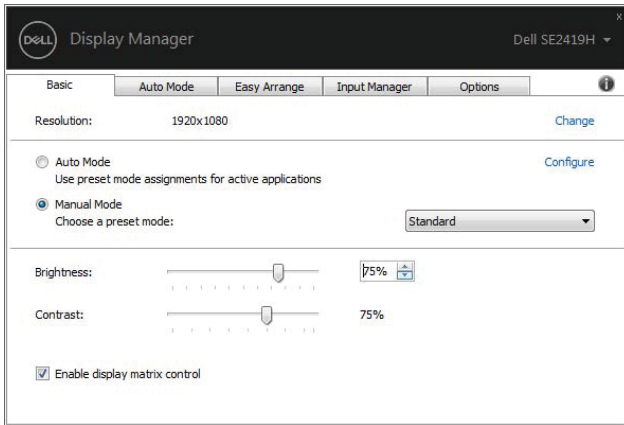 x
DELL Display Manager Dell SE2419H
Basic Auto Mode Easy Arrange Input Manager Options i
Resolution: 1920x1080 Change
Auto Mode Configure
Use preset mode assignments for active applications
Manual Mode
Choose a preset mode: Standard
Brightness: 75%
Contrast: 75%
Enable display matrix control